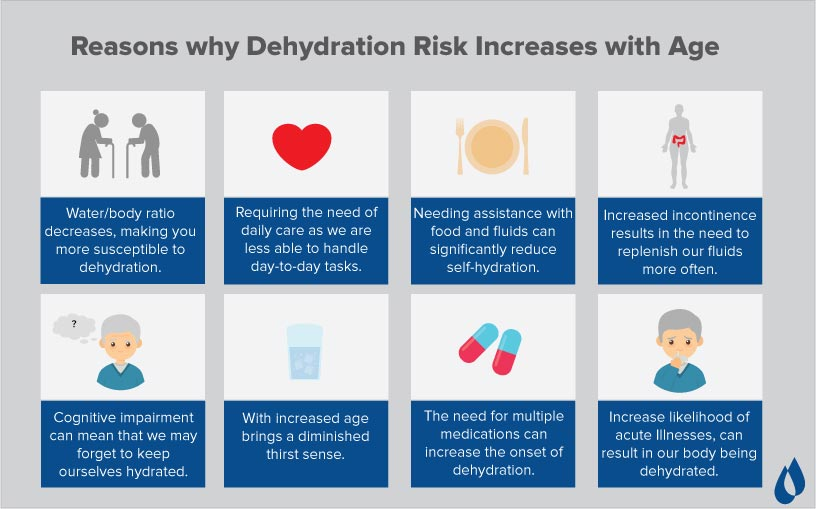 Reasons why Dehydration Risk Increases with Age
Water/body ratio
decreases, making you
more susceptible to
dehydration.
Requiring the need of
daily care as we are
less able to handle
day-to-day tasks.
Needing assistance with
food and fluids can
significantly reduce
self-hydration.
Increased incontinence
results in the need to
replenish our fluids
more often.
?
Cognitive impairment
can mean that we may
forget to keep
ourselves hydrated.
With increased age
brings a diminished
thirst sense.
The need for multiple
medications can
increase the onset of
dehydration.
Increase likelihood of
acute Illnesses, can
result in our body being
dehydrated.